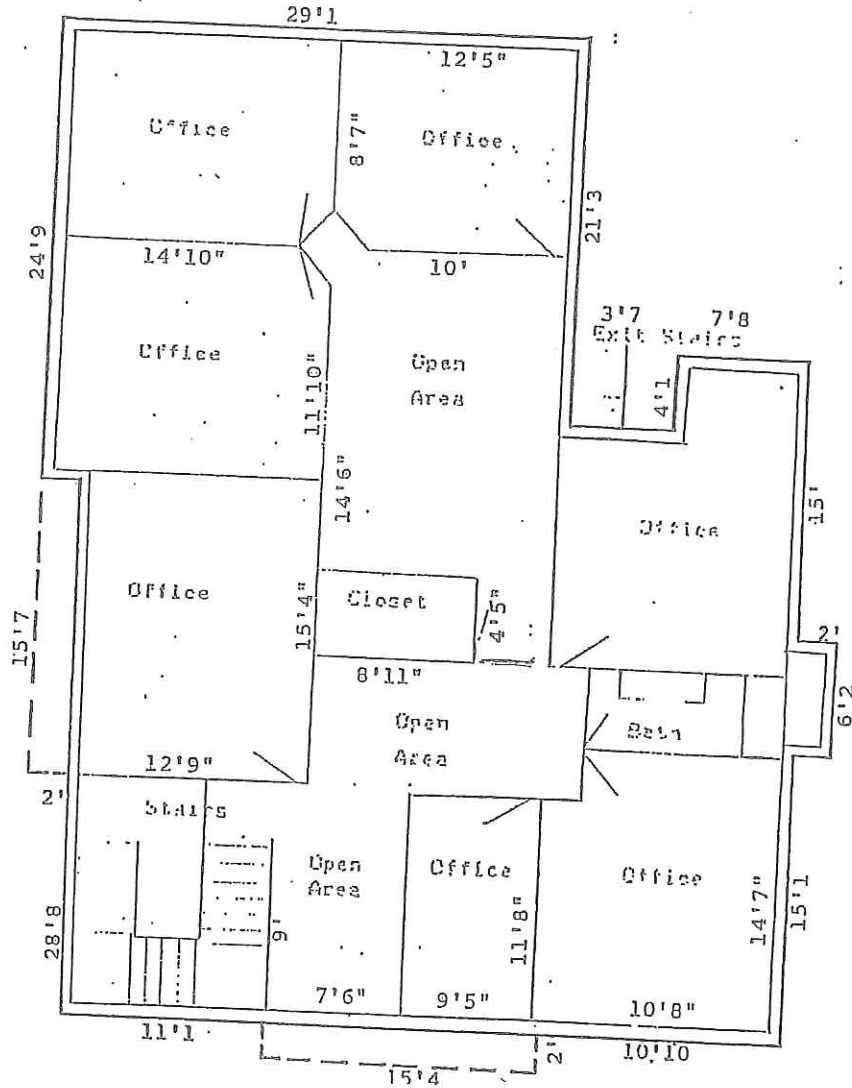 29'1
12'5"
Office
8'7"
Office
21'3
24'9
14'10"
10'
3'7
7'8
Exit Stairs
Office
11'10"
Open
Area
4'1
14'6"
15'
Office
Office
15'4"
Closet
4'5"
15'7
2'
8'11"
6'2
Open
Area
Bath
12'9"
2'
Stairs
Open
Area
Office
Office
28'8
9'
11'8"
14'7"
15'1
7'6"
9'5"
10'8"
11'1
2'
10'10
15'4